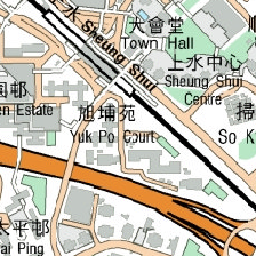 大會堂
Town Hall
水 Sheung Shui
上水中心
Sheung Shui
Centre
旭埔苑
Yuk Po Court
邨
en Estate
掃
So K
太平邨
ai Ping